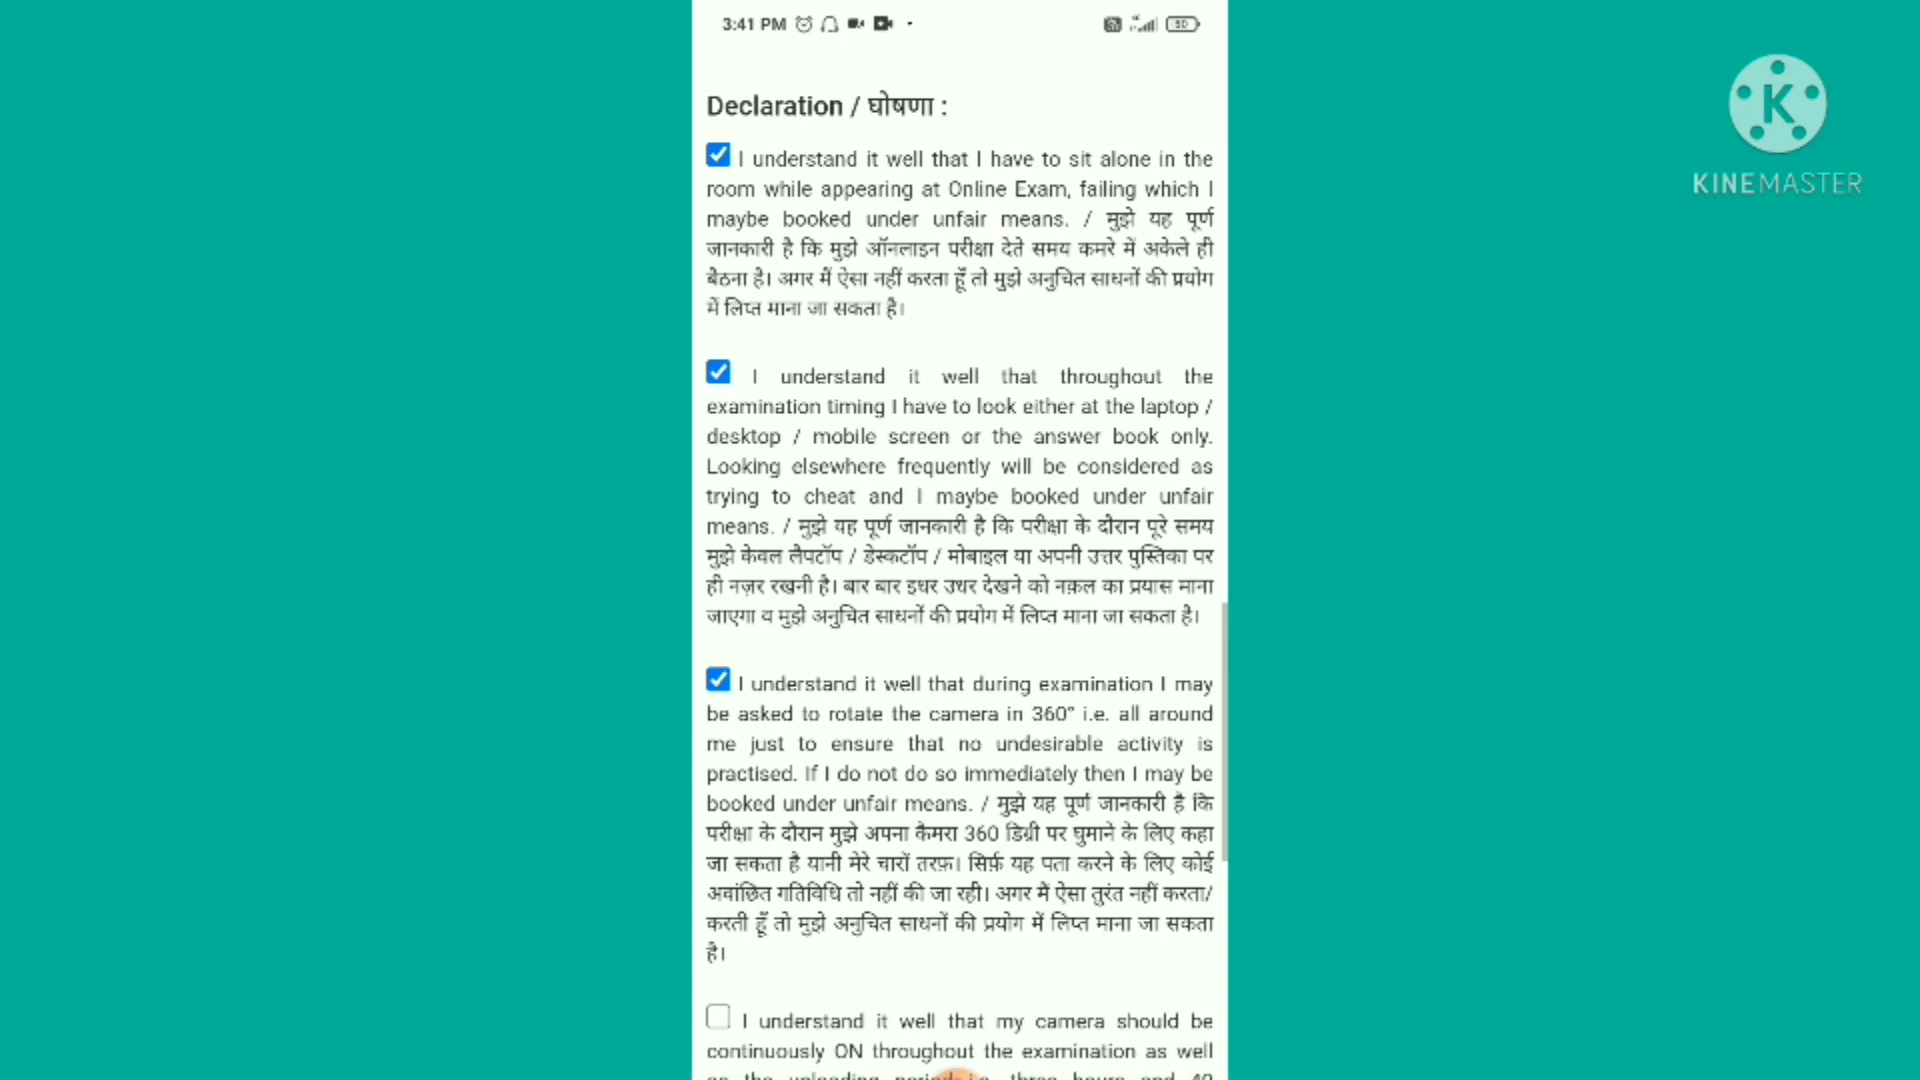 3:41 PM
50
Declaration / घोषणा :
I understand it well that I have to sit alone in the
room while appearing at Online Exam, failing which I
maybe booked under unfair means. / मुझे यह पूर्ण
जानकारी है कि मुझे ऑनलाइन परीक्षा देते समय कमरे में अकेले ही
बैठना है। अगर मैं ऐसा नहीं करता हूँ तो मुझे अनुचित साधनों की प्रयोग
में लिप्त माना जा सकता है।
I understand it well that throughout the
examination timing I have to look either at the laptop /
desktop / mobile screen or the answer book only.
Looking elsewhere frequently will be considered as
trying to cheat and I maybe booked under unfair
means. / मुझे यह पूर्ण जानकारी है कि परीक्षा के दौरान पूरे समय
मुझे केवल लैपटॉप / डेस्कटॉप / मोबाइल या अपनी उत्तर पुस्तिका पर
ही नज़र रखनी है। बार बार इधर उधर देखने को नक़ल का प्रयास माना
जाएगा व मुझे अनुचित साधनों की प्रयोग में लिप्त माना जा सकता है।
I understand it well that during examination I may
be asked to rotate the camera in 360° i.e. all around
me just to ensure that no undesirable activity is
practised. If I do not do so immediately then I may be
booked under unfair means. / मुझे यह पूर्ण जानकारी है कि
परीक्षा के दौरान मुझे अपना कैमरा 360 डिग्री पर घुमाने के लिए कहा
जा सकता है यानी मेरे चारों तरफ़। सिर्फ़ यह पता करने के लिए कोई
अवांछित गतिविधि तो नहीं की जा रही। अगर मैं ऐसा तुरंत नहीं करता/
करती हूँ तो मुझे अनुचित साधनों की प्रयोग में लिप्त माना जा सकता
है।
I understand it well that my camera should be
continuously ON throughout the examination as well
K
KINEMASTER